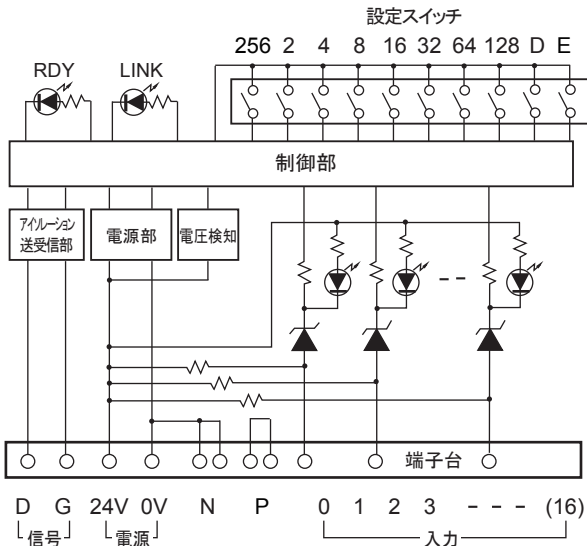 設定スイッチ
256 2 4 8 16 32 64 128 D E
RDY LINK
制御部
アイソレーション
送受信部
電源部
電圧検知
端子台
D G 24V 0V N P 0 1 2 3 - - - (16)
信号 電源 入力